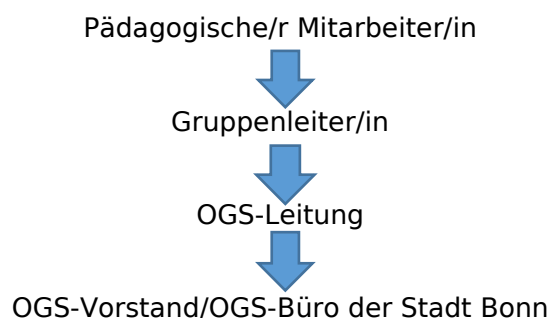 Pädagogische/r Mitarbeiter/in
Gruppenleiter/in
OGS-Leitung
OGS-Vorstand/OGS-Büro der Stadt Bonn